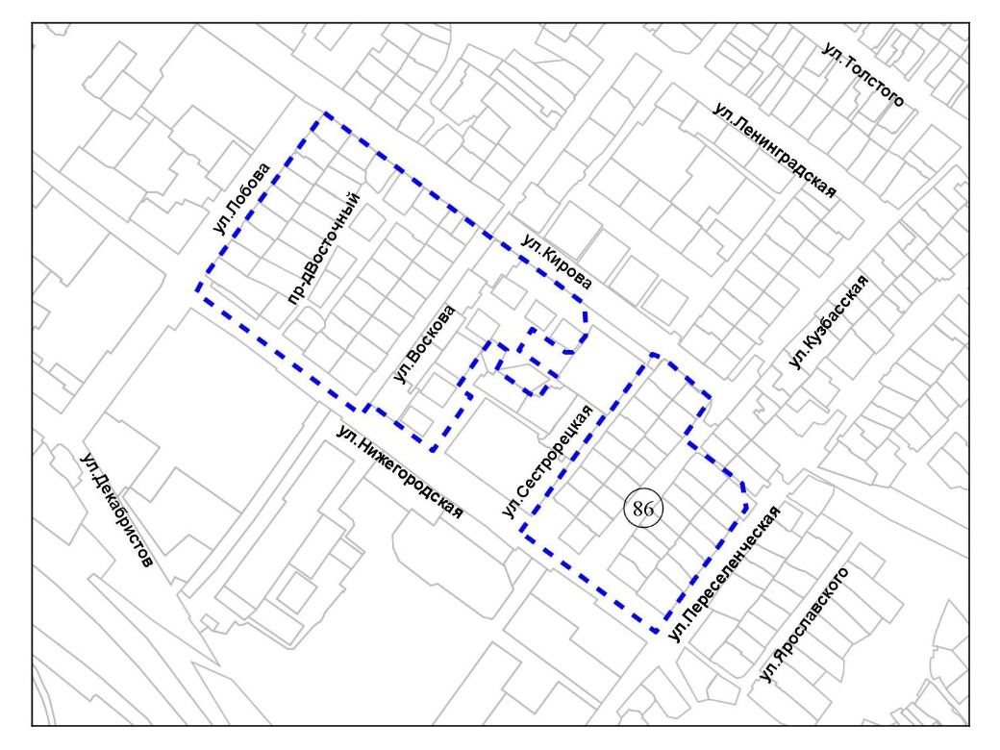 ул.Толстого
ул.Ленинградская
ул.Лобова
пр-дВосточный
ул.Кирова
ул.Кузбасская
ул.Воскова
ул.Сестрорецкая
ул.Нижегородская
ул.Декабристов
86
ул.Переселенческая
ул.Ярославского